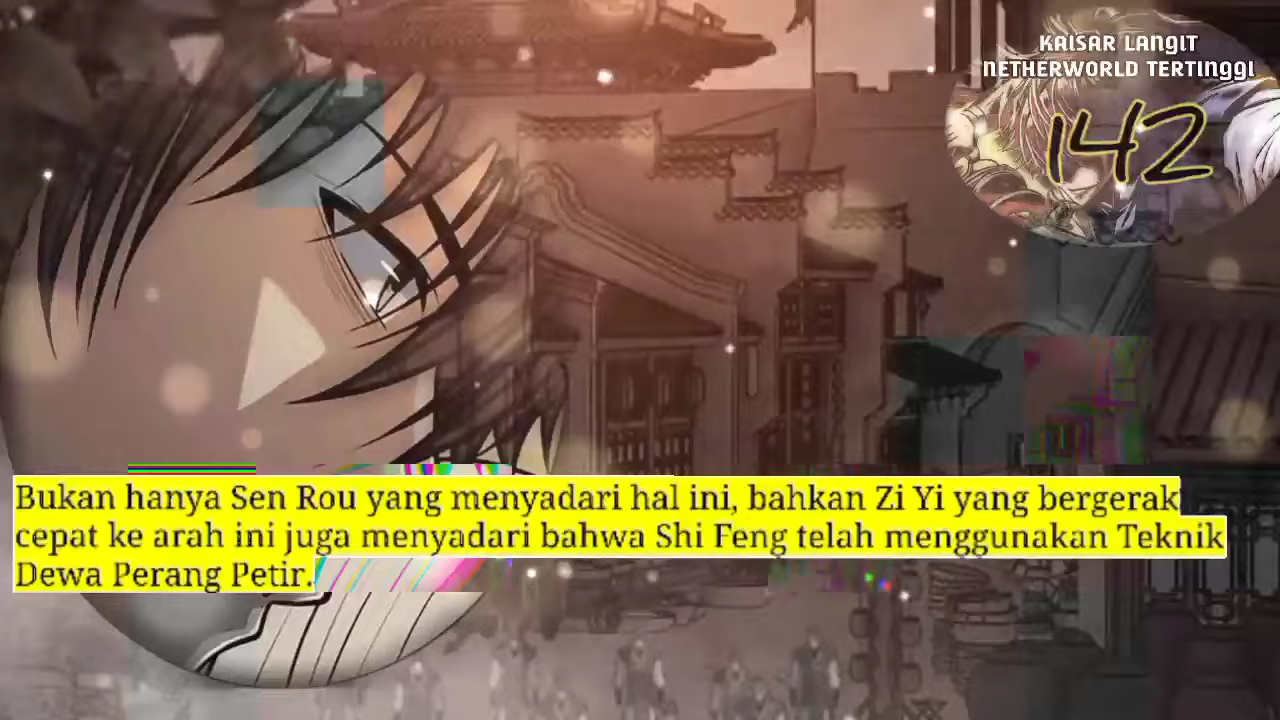 KAISAR LANGIT
NETHERWORLD TERTINGGI
142
Bukan hanya Sen Rou yang menyadari hal ini, bahkan Zi Yi yang bergerak
cepat ke arah ini juga menyadari bahwa Shi Feng telah menggunakan Teknik
Dewa Perang Petir.